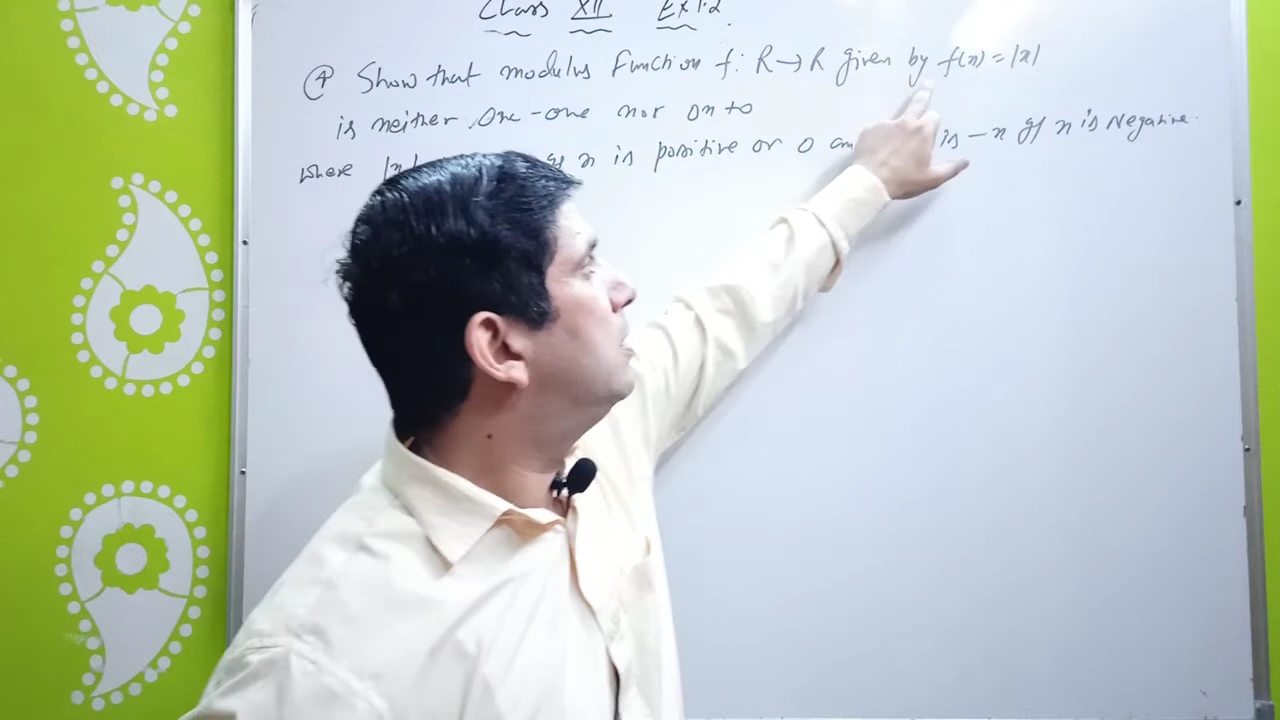 Class XII Ex 1.2
④ Show that modulus Function f: R→R given by f(x) = |x|
is neither One-one nor onto
where |x| x is positive or 0 is -x if x is Negative.